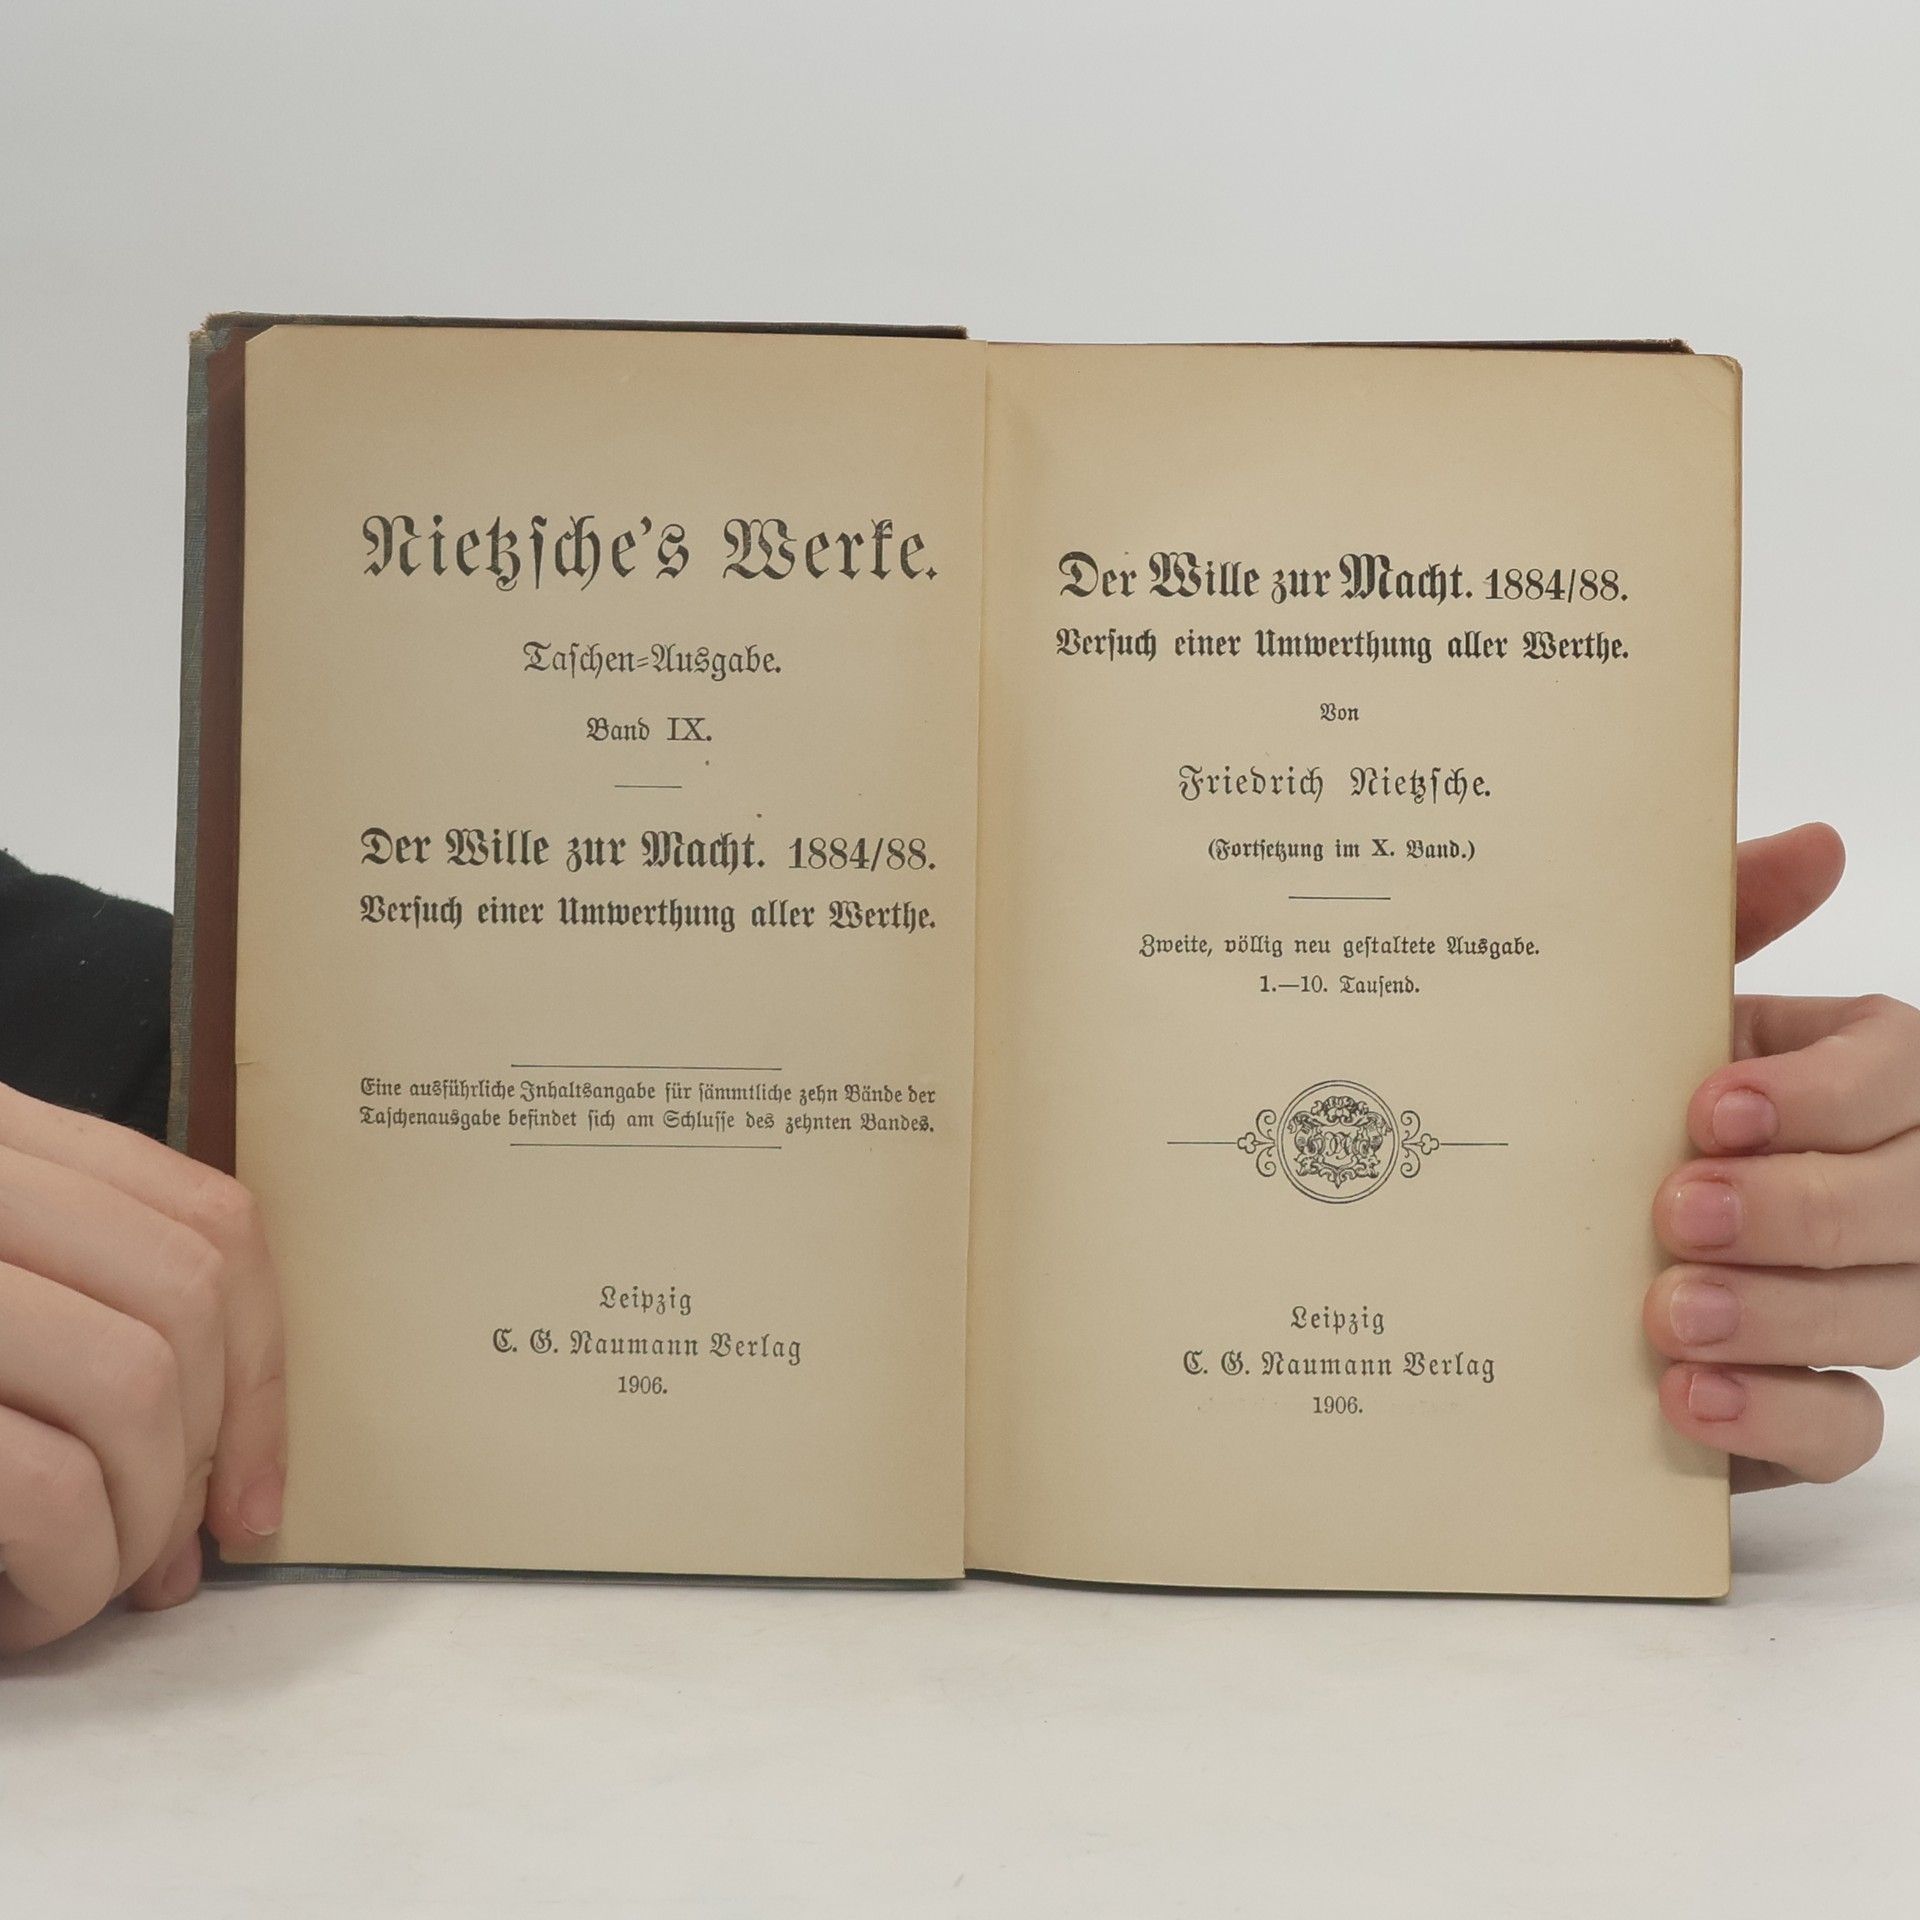 Nietzsche's Werke.
Taschen-Ausgabe.
Band IX.
Der Wille zur Macht. 1884/88.
Versuch einer Umwerthung aller Werthe.
Eine ausführliche Inhaltsangabe für sämmtliche zehn Bände der
Taschenausgabe befindet sich am Schlusse des zehnten Bandes.
Leipzig
C. G. Naumann Verlag
1906.
Der Wille zur Macht. 1884/88.
Versuch einer Umwerthung aller Werthe.
Von
Friedrich Nietzsche.
(Fortsetzung im X. Band.)
Zweite, völlig neu gestaltete Ausgabe.
1.—10. Tausend.
Leipzig
C. G. Naumann Verlag
1906.